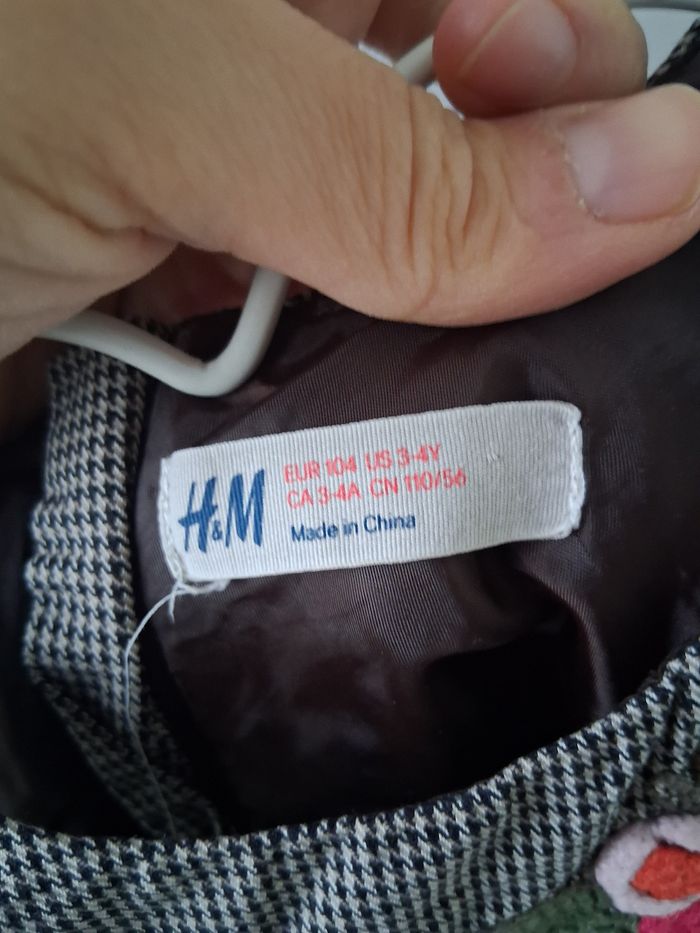 H&M
EUR 104 US 3-4Y
CA 3-4A CN 110/56
Made in China